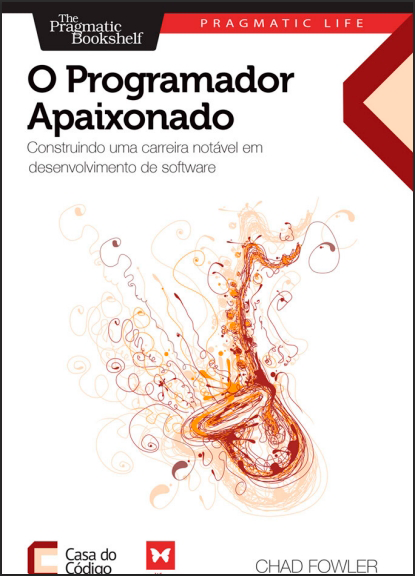 The
Pragmatic
Bookshelf
PRAGMATIC LIFE
O Programador
Apaixonado
Construindo uma carreira notável em
desenvolvimento de software
Casa do
Código
CHAD FOWLER